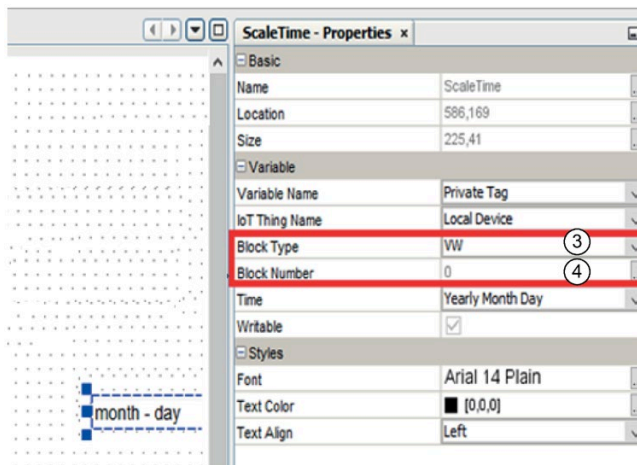 ScaleTime - Properties ×
Basic
Name ScaleTime
Location 586,169
Size 225,41
Variable
Variable Name Private Tag
IoT Thing Name Local Device
Block Type VW ③
Block Number 0 ④
Time Yearly Month Day
Writable
Styles
Font Arial 14 Plain
Text Color [0,0,0]
Text Align Left
month - day